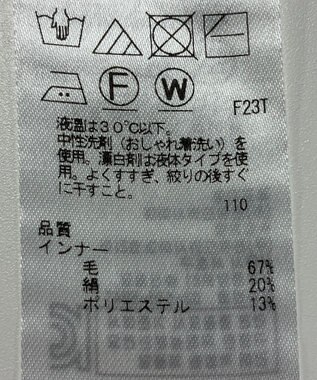 F W
F23T
液温は30℃以下。
中性洗剤（おしゃれ着洗い）を
使用。漂白剤は液体タイプを使
用。よくすすぎ、絞りの後すぐ
に干すこと。
110
品質
インナー
毛 67%
絹 20%
ポリエステル 13%